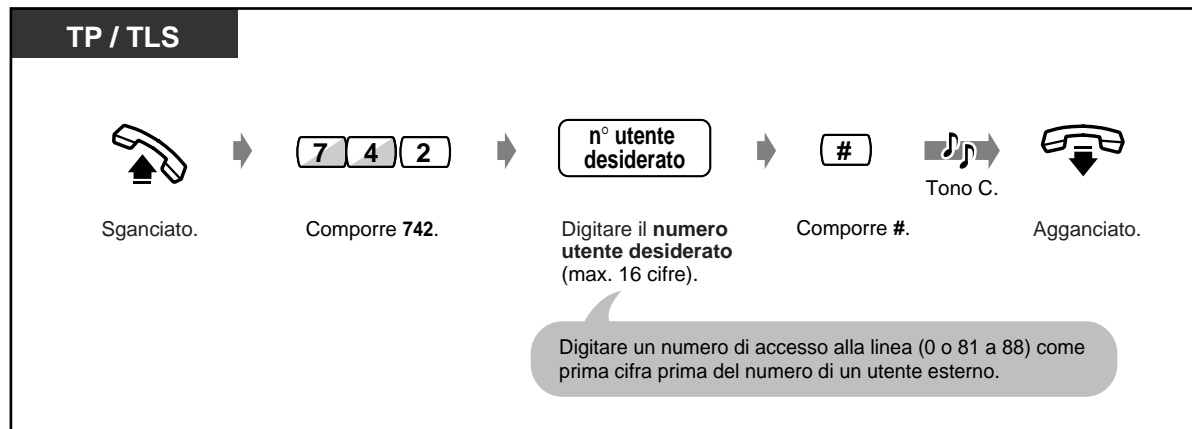 TP / TLS
7 4 2
n° utente
desiderato
#
Tono C.
Sganciato.
Comporre 742.
Digitare il numero
utente desiderato
(max. 16 cifre).
Comporre #.
Agganciato.
Digitare un numero di accesso alla linea (0 o 81 a 88) come
prima cifra prima del numero di un utente esterno.